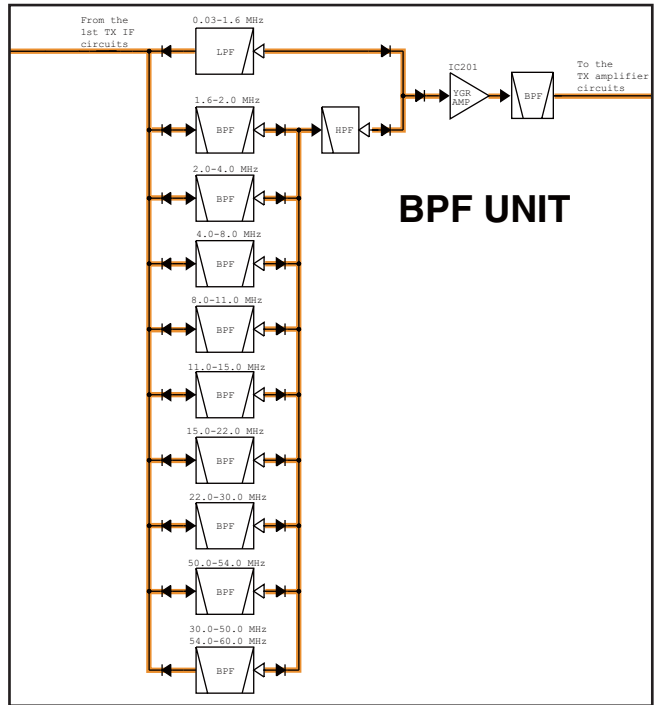 From the
1st TX IF
circuits
0.03-1.6 MHz
LPF
IC201
YGR
AMP
BPF
To the
TX amplifier
circuits
1.6-2.0 MHz
BPF
HPF
2.0-4.0 MHz
BPF
BPF UNIT
4.0-8.0 MHz
BPF
8.0-11.0 MHz
BPF
11.0-15.0 MHz
BPF
15.0-22.0 MHz
BPF
22.0-30.0 MHz
BPF
50.0-54.0 MHz
BPF
30.0-50.0 MHz
54.0-60.0 MHz
BPF